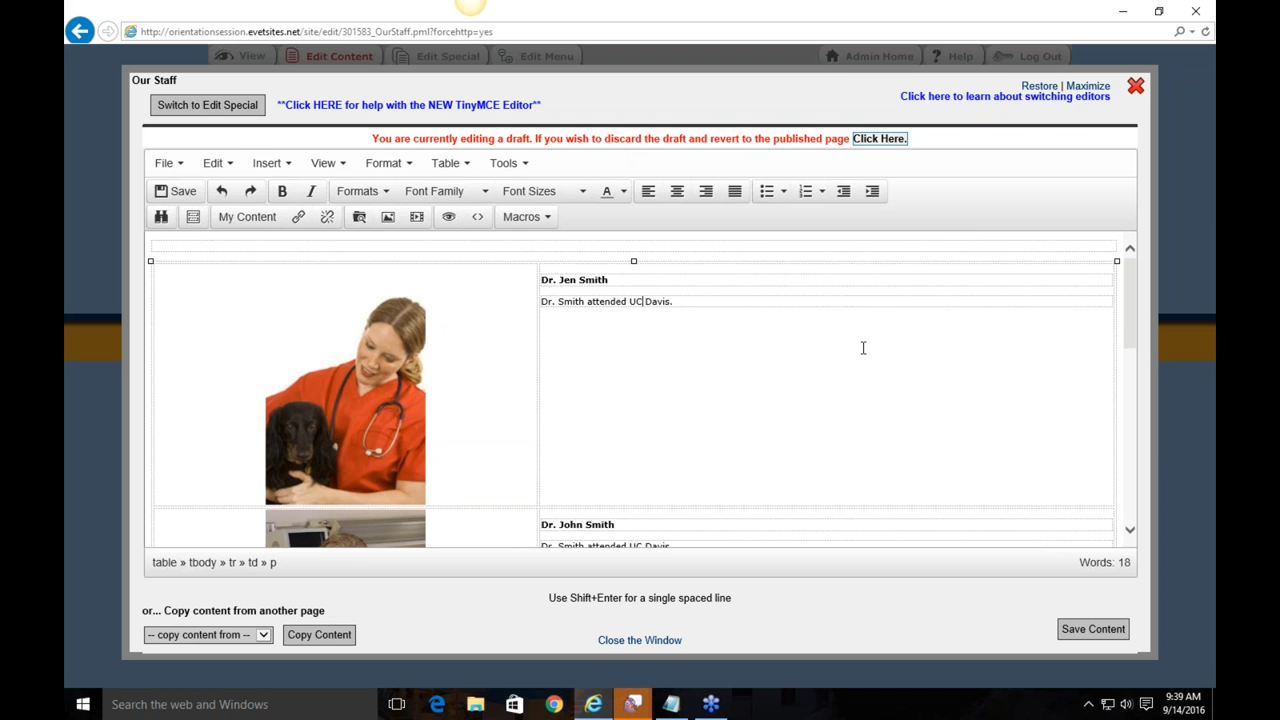 http://orientationsession.evetsites.net/site/edit/301583_OurStaff.pml?forcehttp=yes
View Edit Content Edit Special Edit Menu Admin Home ? Help Log Out
Our Staff
Restore | Maximize
Switch to Edit Special **Click HERE for help with the NEW TinyMCE Editor** Click here to learn about switching editors
You are currently editing a draft. If you wish to discard the draft and revert to the published page Click Here.
File Edit Insert View Format Table Tools
Save B I Formats Font Family Font Sizes A
My Content Macros
Dr. Jen Smith
Dr. Smith attended UC Davis.
Dr. John Smith
Dr. Smith attended UC Davis.
table » tbody » tr » td » p Words: 18
Use Shift+Enter for a single spaced line
or... Copy content from another page
-- copy content from -- Copy Content Save Content
Close the Window
Search the web and Windows
9:39 AM
9/14/2016